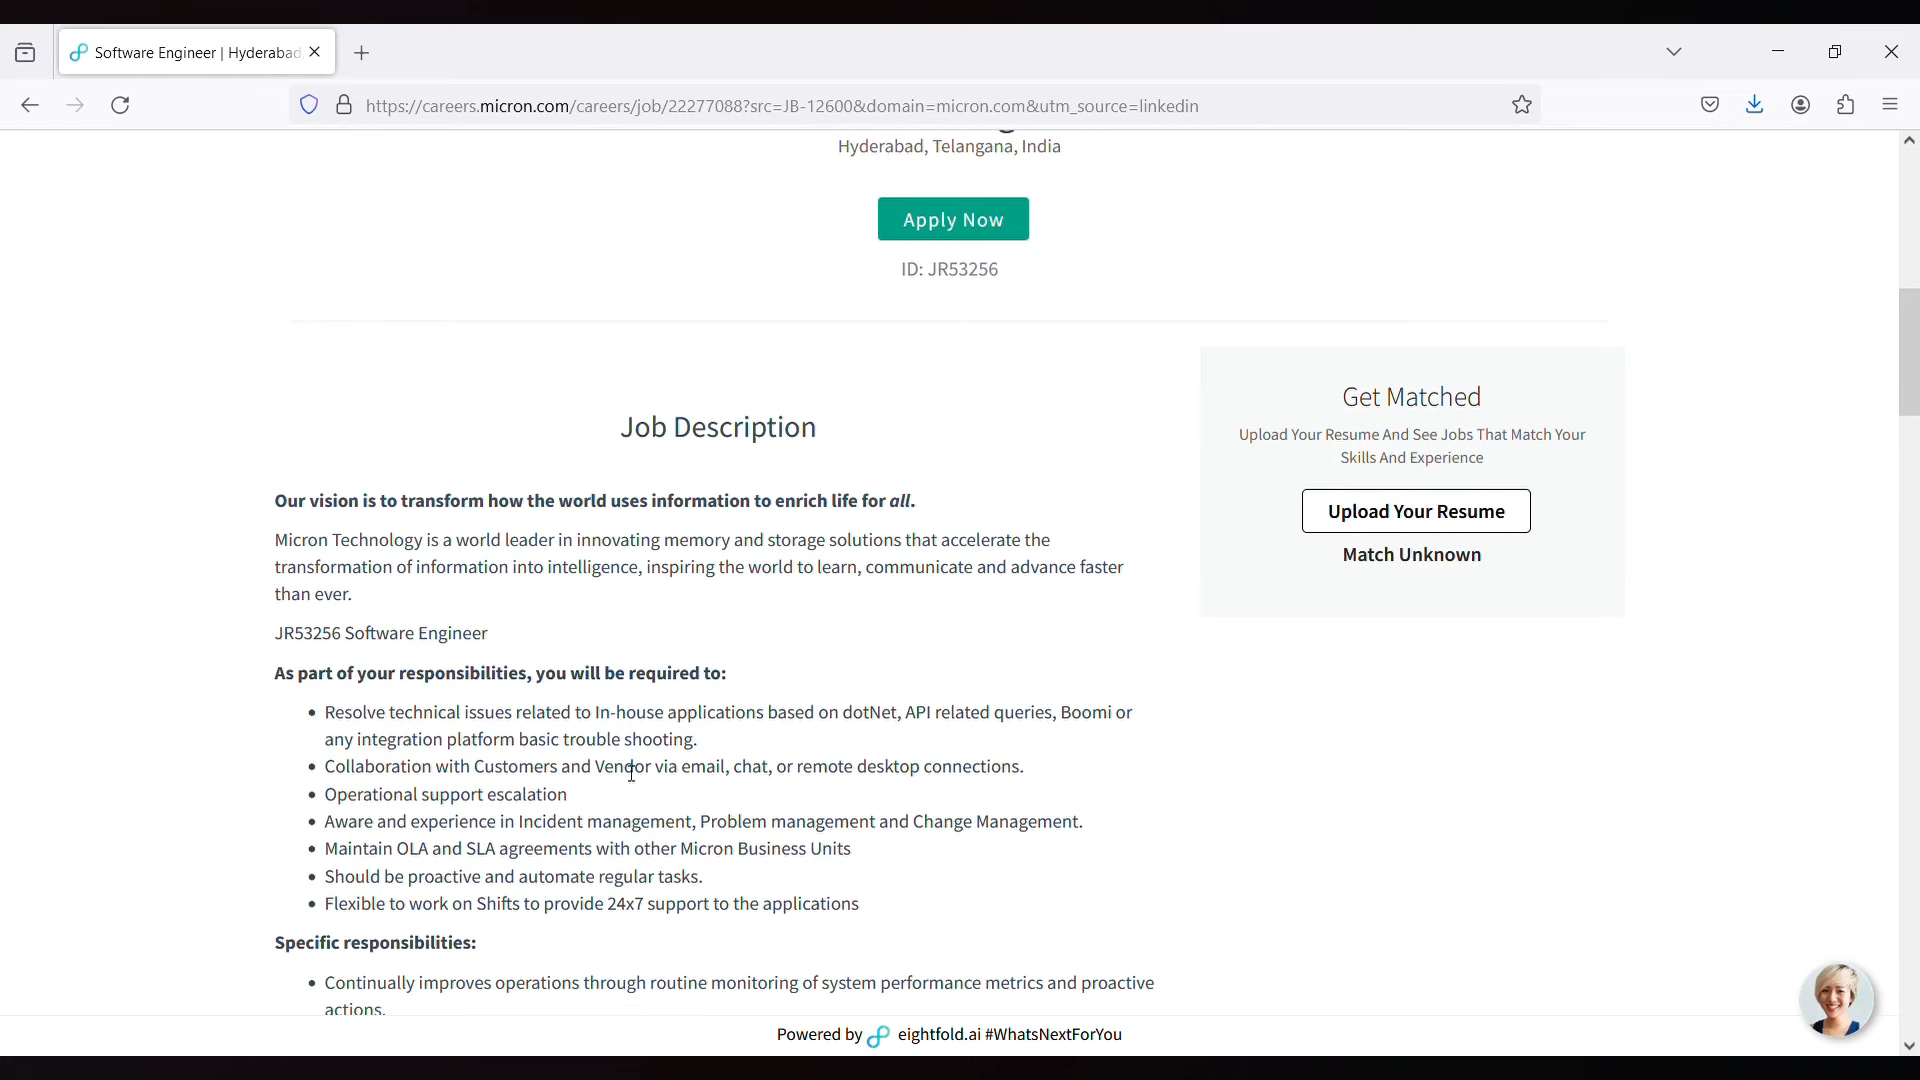 Software Engineer | Hyderabad
https://careers.micron.com/careers/job/22277088?src=JB-12600&domain=micron.com&utm_source=linkedin
Hyderabad, Telangana, India
Apply Now
ID: JR53256
Job Description
Our vision is to transform how the world uses information to enrich life for all.
Micron Technology is a world leader in innovating memory and storage solutions that accelerate the
transformation of information into intelligence, inspiring the world to learn, communicate and advance faster
than ever.
JR53256 Software Engineer
As part of your responsibilities, you will be required to:
• Resolve technical issues related to In-house applications based on dotNet, API related queries, Boomi or
any integration platform basic trouble shooting.
• Collaboration with Customers and Vendor via email, chat, or remote desktop connections.
• Operational support escalation
• Aware and experience in Incident management, Problem management and Change Management.
• Maintain OLA and SLA agreements with other Micron Business Units
• Should be proactive and automate regular tasks.
• Flexible to work on Shifts to provide 24x7 support to the applications
Specific responsibilities:
• Continually improves operations through routine monitoring of system performance metrics and proactive
actions.
Get Matched
Upload Your Resume And See Jobs That Match Your
Skills And Experience
Upload Your Resume
Match Unknown
Powered by eightfold.ai #WhatsNextForYou